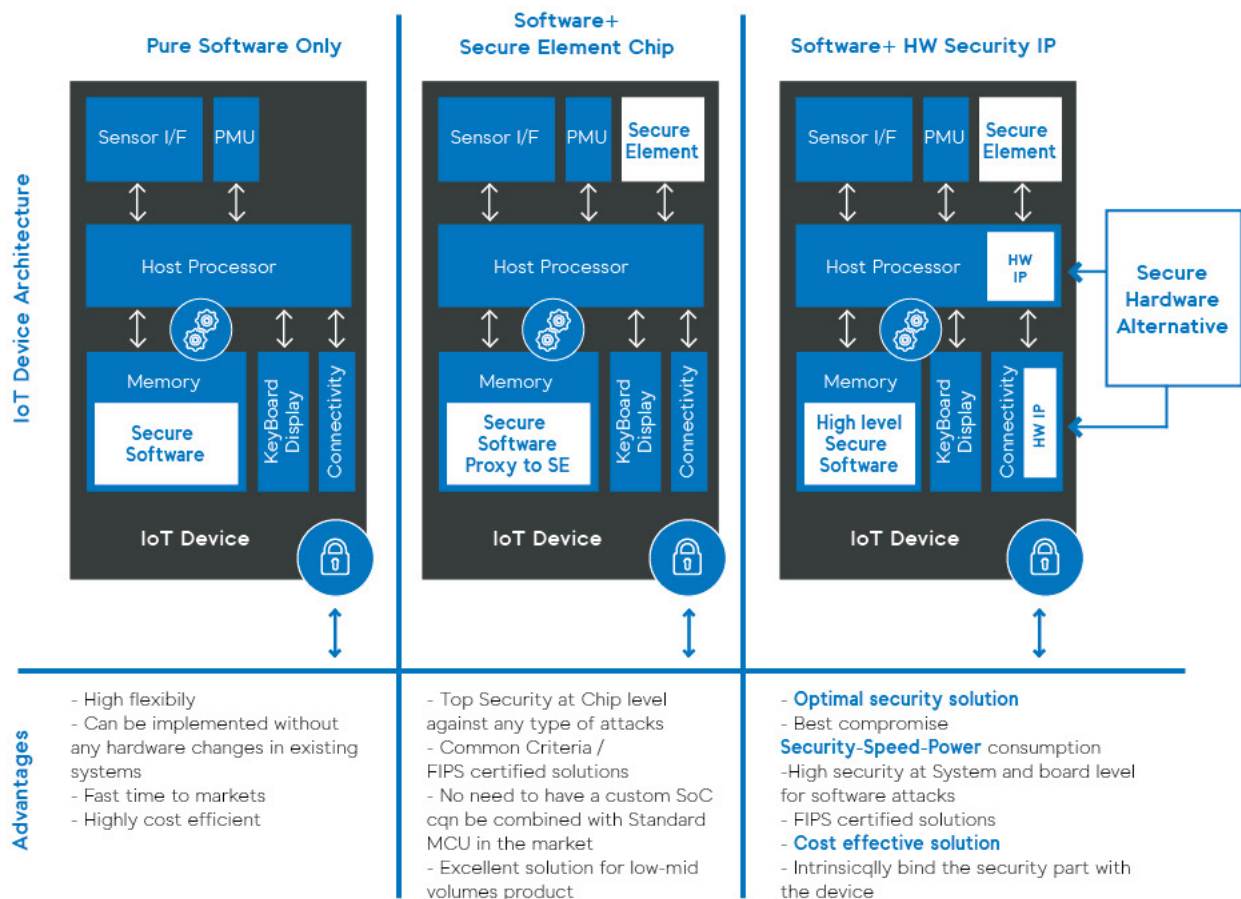 Pure Software Only
Software+
Secure Element Chip
Software+ HW Security IP
IoT Device Architecture
Sensor I/F
PMU
Host Processor
Memory
Secure
Software
KeyBoard
Display
Connectivity
IoT Device
Sensor I/F
PMU
Secure
Element
Host Processor
Memory
Secure
Software
Proxy to SE
KeyBoard
Display
Connectivity
IoT Device
Sensor I/F
PMU
Secure
Element
Host Processor
HW
IP
Memory
High level
Secure
Software
KeyBoard
Display
Connectivity
HW IP
IoT Device
Secure
Hardware
Alternative
Advantages
- High flexibily
- Can be implemented without
any hardware changes in existing
systems
- Fast time to markets
- Highly cost efficient
- Top Security at Chip level
against any type of attacks
- Common Criteria /
FIPS certified solutions
- No need to have a custom SoC
cqn be combined with Standard
MCU in the market
- Excellent solution for low-mid
volumes product
- Optimal security solution
- Best compromise
Security-Speed-Power consumption
-High security at System and board level
for software attacks
- FIPS certified solutions
- Cost effective solution
- Intrinsicqlly bind the security part with
the device